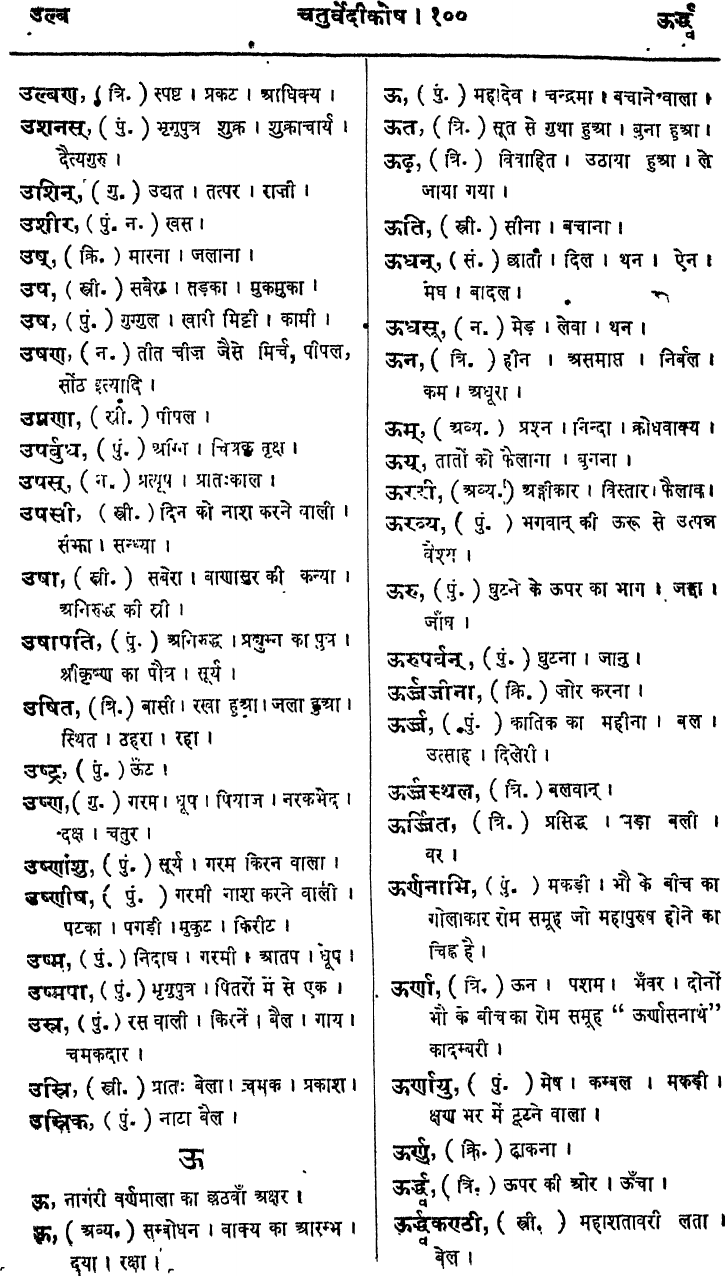 उल्ब
चतुर्वेदीकोष । १००
ऊर्द्ध्व
उल्बण, (त्रि.) स्पष्ट । प्रकट । आधिक्य ।
उशनस्, (पुं.) भृगुपुत्र शुक्र । शुक्राचार्य ।
दैत्यगुरु ।
उशिन्, (गु.) उद्यत । तत्पर । राजी ।
उशीर, (पुं. न.) खस ।
उष्, (क्रि.) मारना । जलाना ।
उष, (स्त्री.) सबेरा । तड़का । मुकमुका ।
उष, (पुं.) गुग्गुल । खारी मिट्टी । कामी ।
उषण, (न.) तीत चीज जैसे मिर्च, पीपल,
सोंठ इत्यादि ।
उषणा, (स्त्री.) पीपल ।
उषर्बुध, (पुं.) अग्नि । चित्रक वृक्ष ।
उषस्, (न.) प्रत्यूष । प्रातःकाल ।
उषसी, (स्त्री.) दिन को नाश करने वाली ।
संझा । सन्ध्या ।
उषा, (स्त्री.) सबेरा । बाणासुर की कन्या ।
अनिरुद्ध की स्त्री ।
उषापति, (पुं.) अनिरुद्ध । प्रद्युम्न का पुत्र ।
श्रीकृष्ण का पौत्र । सूर्य ।
उषित, (त्रि.) बासी । रखा हुआ । जला हुआ ।
स्थित । ठहरा । रहा ।
उष्ट्र, (पुं.) ऊँट ।
उष्ण, (गु.) गरम । धूप । पियाज । नरकभेद ।
दक्ष । चतुर ।
उष्णांशु, (पुं.) सूर्य । गरम किरन वाला ।
उष्णीष, (पुं.) गरमी नाश करने वाली ।
पटका । पगड़ी । मुकुट । किरीट ।
उष्म, (पुं.) निदाघ । गरमी । आतप । धूप ।
उष्मपा, (पुं.) भृगुपुत्र । पितरों में से एक ।
उस्र, (पुं.) रस वाली । किरनें । बैल । गाय ।
चमकदार ।
उस्रि, (स्त्री.) प्रातः बेला । चमक । प्रकाश ।
उस्रिक, (पुं.) नाटा बैल ।
ऊ
ऊ, नागरी वर्णमाला का छठवाँ अक्षर ।
ऊ, (अव्य.) सम्बोधन । वाक्य का आरम्भ ।
दया । रक्षा ।
ऊ, (पुं.) महादेव । चन्द्रमा । बचाने वाला ।
ऊत, (त्रि.) सूत से गुथा हुआ । बुना हुआ ।
ऊढ़, (त्रि.) विवाहित । उठाया हुआ । ले
जाया गया ।
ऊति, (स्त्री.) सीना । बचाना ।
ऊधन्, (सं.) छाती । दिल । थन । ऐन ।
मेघ । बादल ।
ऊधस्, (न.) मेड़ । लेवा । थन ।
ऊन, (त्रि.) हीन । असमाप्त । निर्बल ।
कम । अधूरा ।
ऊम्, (अव्य.) प्रश्न । निन्दा । क्रोधवाक्य ।
ऊय्, तातों को फैलाना । बुनना ।
ऊररी, (अव्य.) अङ्गीकार । विस्तार । फैलाव ।
ऊरव्य, (पुं.) भगवान् की ऊरू से उत्पन्न
वैश्य ।
ऊरु, (पुं.) घुटने के ऊपर का भाग । जङ्घा ।
जाँघ ।
ऊरुपर्वन्, (पुं.) घुटना । जानु ।
ऊर्ज्जजीना, (क्रि.) जोर करना ।
ऊर्ज्ज, (पुं.) कातिक का महीना । बल ।
उत्साह । दिलेरी ।
ऊर्ज्जस्थल, (त्रि.) बलवान् ।
ऊर्ज्जित, (त्रि.) प्रसिद्ध । बड़ा बली ।
वर ।
ऊर्णनाभि, (पुं.) मकड़ी । भौ के बीच का
गोलाकार रोम समूह जो महापुरुष होने का
चिह्न है ।
ऊर्णा, (त्रि.) ऊन । पशम । भँवर । दोनों
भौ के बीच का रोम समूह “ ऊर्णासनाथं”
कादम्बरी ।
ऊर्णायु, (पुं.) मेष । कम्बल । मकड़ी ।
क्षण भर में टूटने वाला ।
ऊर्णु, (क्रि.) ढाकना ।
ऊर्द्ध्व, (त्रि.) ऊपर की ओर । ऊँचा ।
ऊर्द्ध्वकण्ठी, (स्त्री.) महाशतावरी लता ।
बेल ।